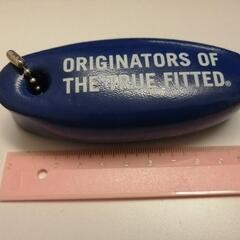 ORIGINATORS OF
THE TRUE FITTED®